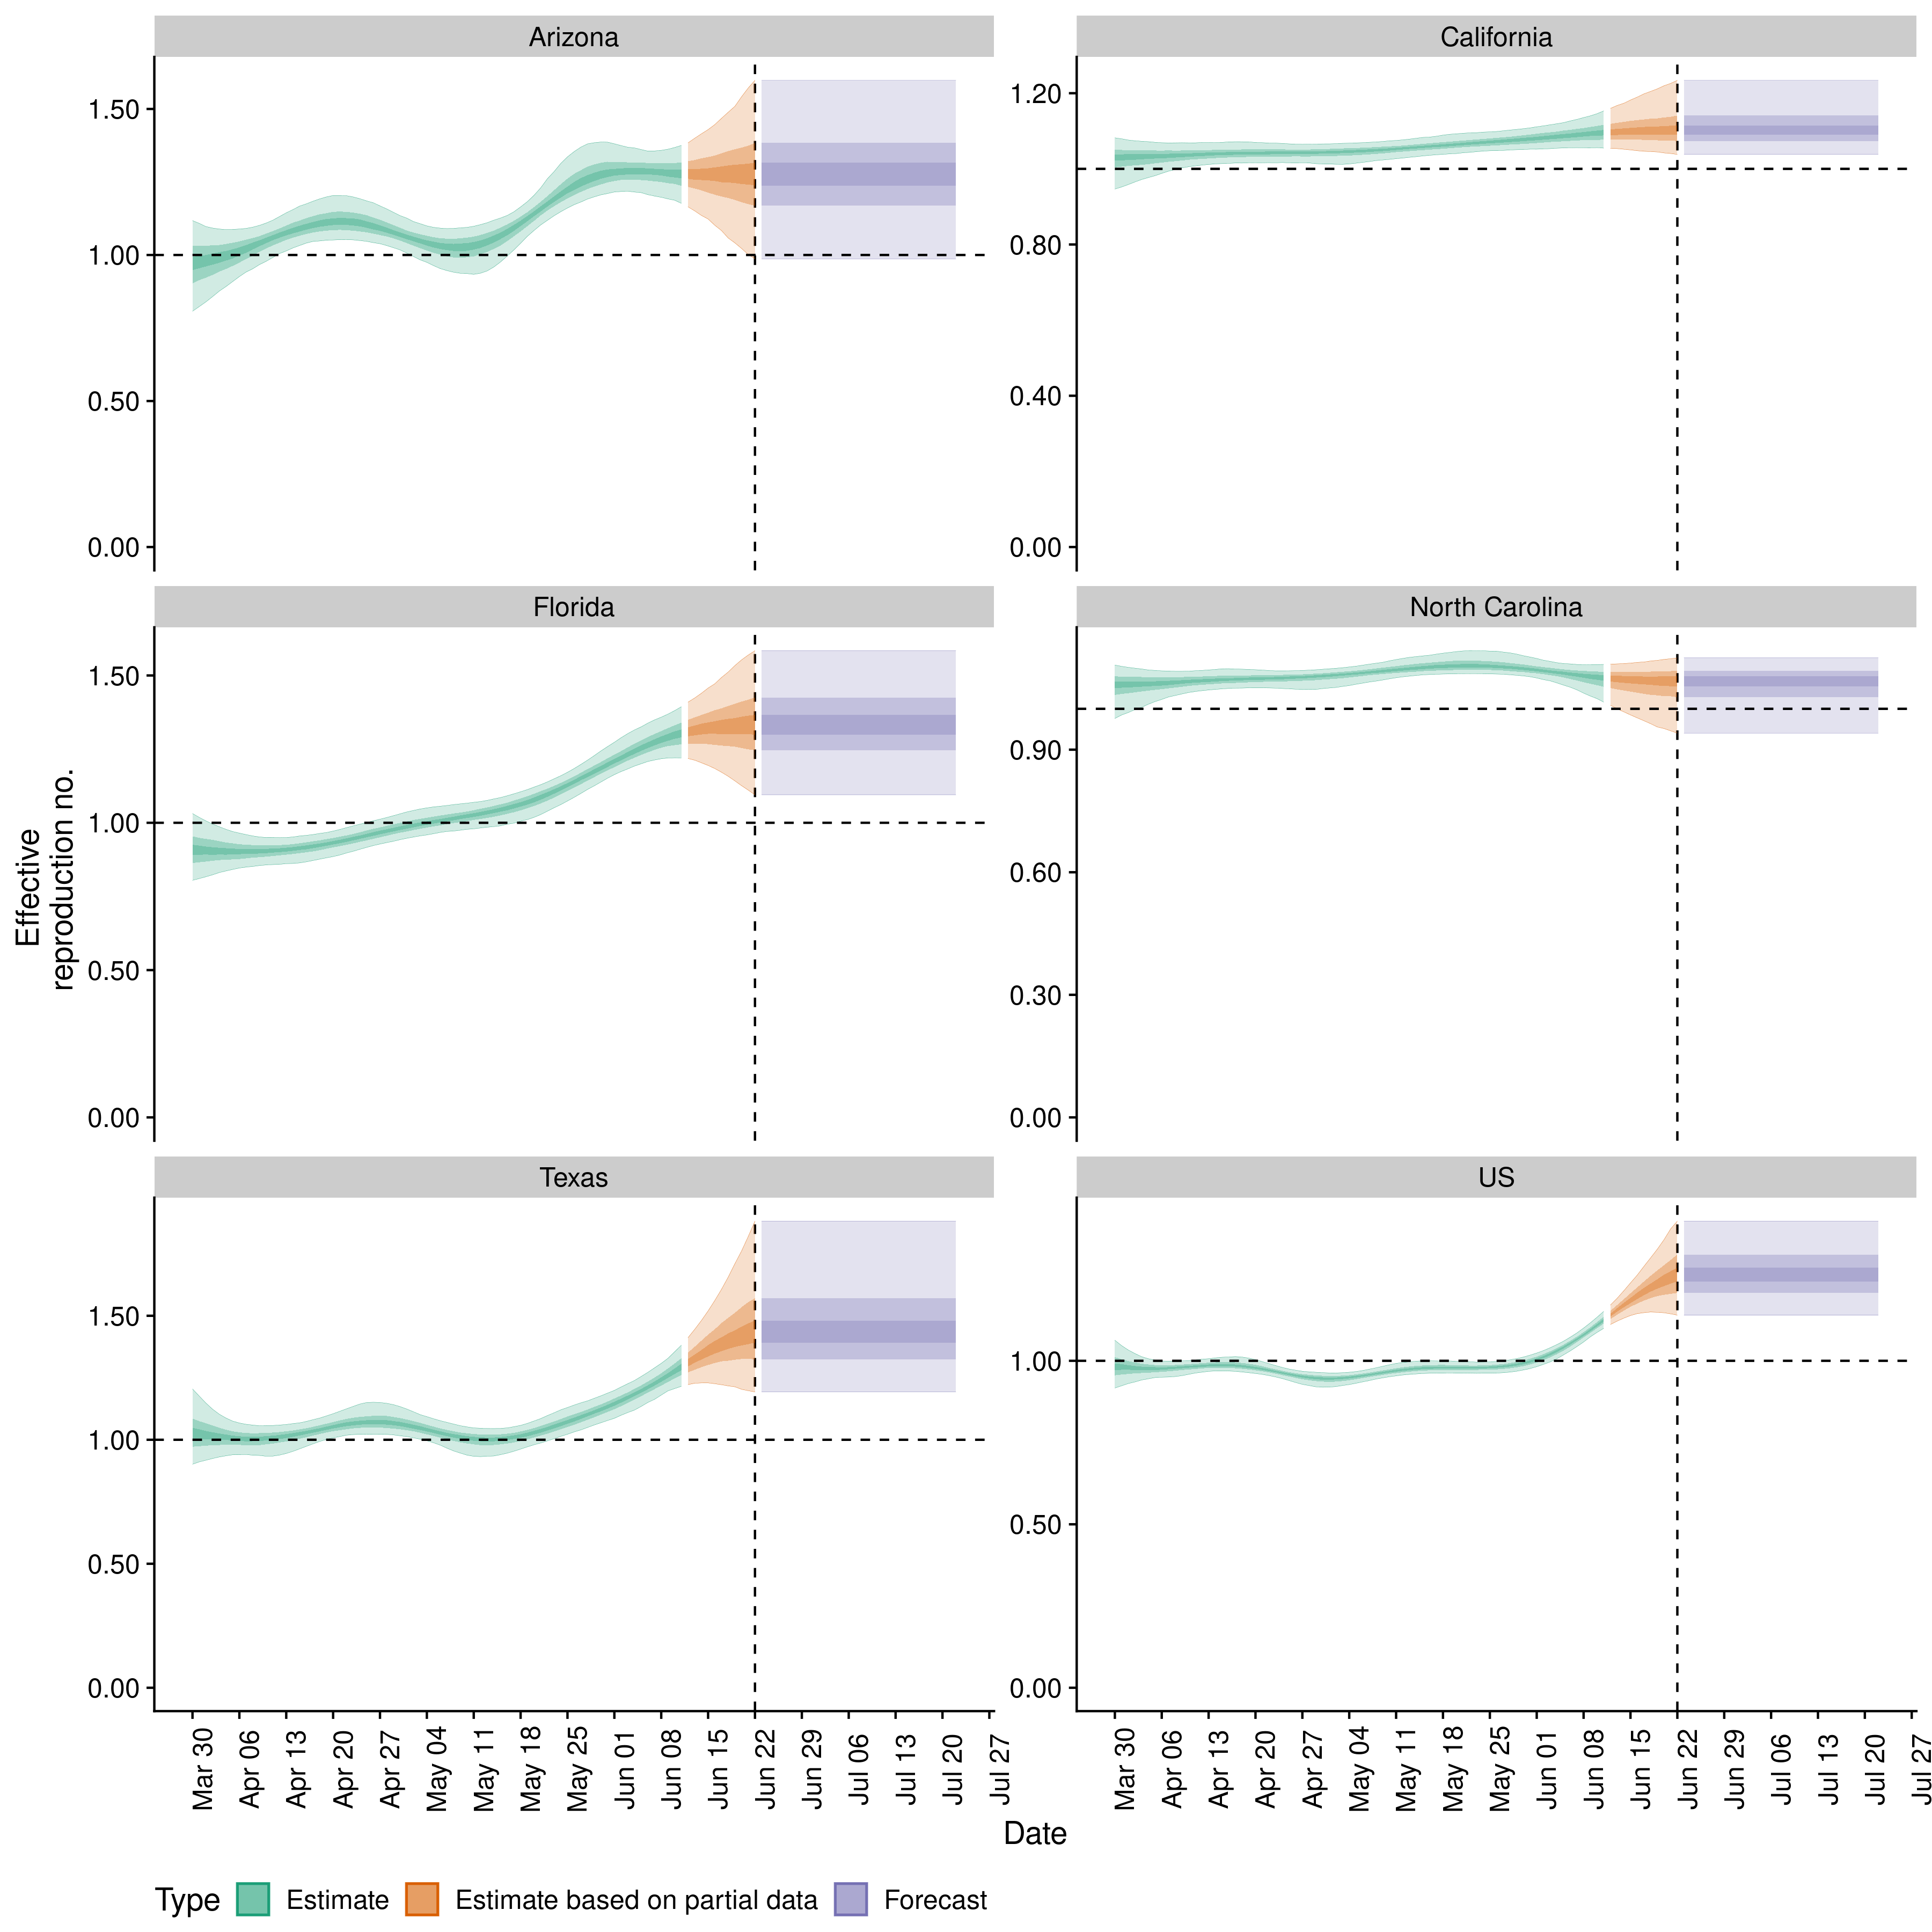 Arizona
California
1.50
1.00
0.50
0.00
1.20
0.80
0.40
0.00
Florida
North Carolina
1.50
1.00
0.50
0.00
0.90
0.60
0.30
0.00
Effective
reproduction no.
Texas
US
1.50
1.00
0.50
0.00
1.00
0.50
0.00
Mar 30
Apr 06
Apr 13
Apr 20
Apr 27
May 04
May 11
May 18
May 25
Jun 01
Jun 08
Jun 15
Jun 22
Jun 29
Jul 06
Jul 13
Jul 20
Jul 27
Mar 30
Apr 06
Apr 13
Apr 20
Apr 27
May 04
May 11
May 18
May 25
Jun 01
Jun 08
Jun 15
Jun 22
Jun 29
Jul 06
Jul 13
Jul 20
Jul 27
Date
Type Estimate Estimate based on partial data Forecast